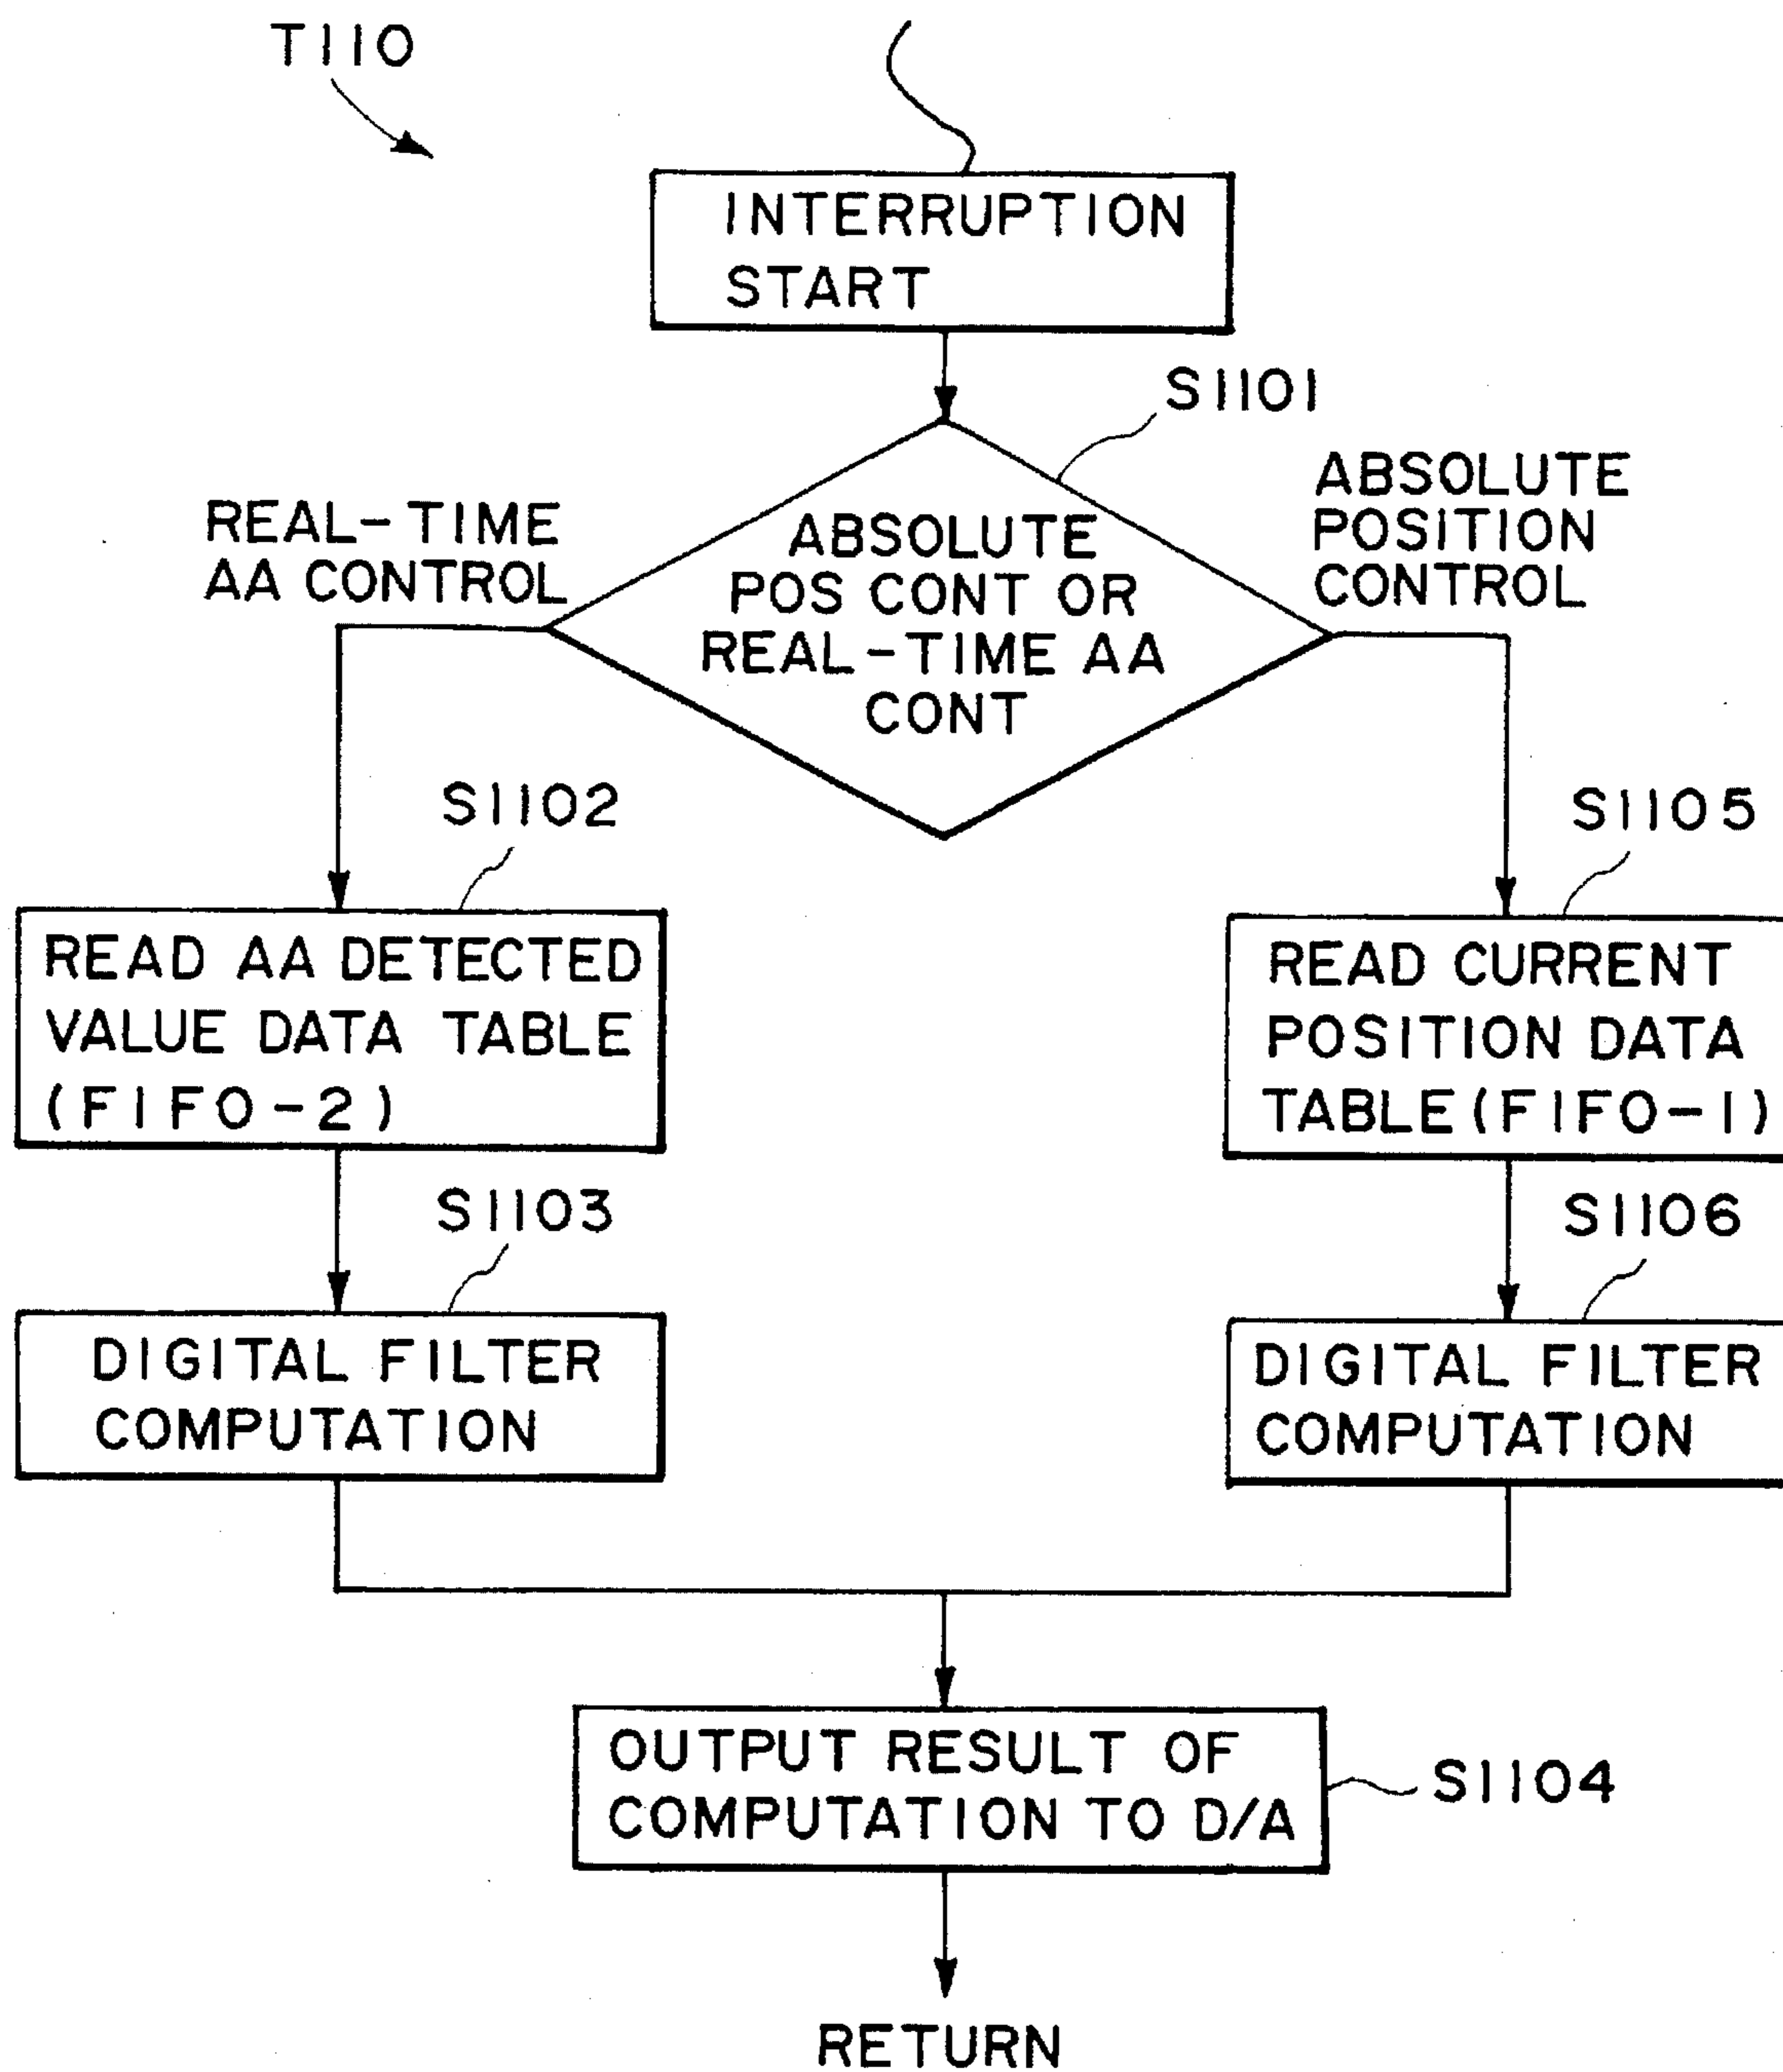 T110
INTERRUPTION
START
S1101
REAL-TIME
AA CONTROL
ABSOLUTE
POS CONT OR
REAL-TIME AA
CONT
ABSOLUTE
POSITION
CONTROL
S1102
READ AA DETECTED
VALUE DATA TABLE
(FIFO-2)
S1105
READ CURRENT
POSITION DATA
TABLE (FIFO-1)
S1103
DIGITAL FILTER
COMPUTATION
S1106
DIGITAL FILTER
COMPUTATION
OUTPUT RESULT OF
COMPUTATION TO D/A
S1104
RETURN